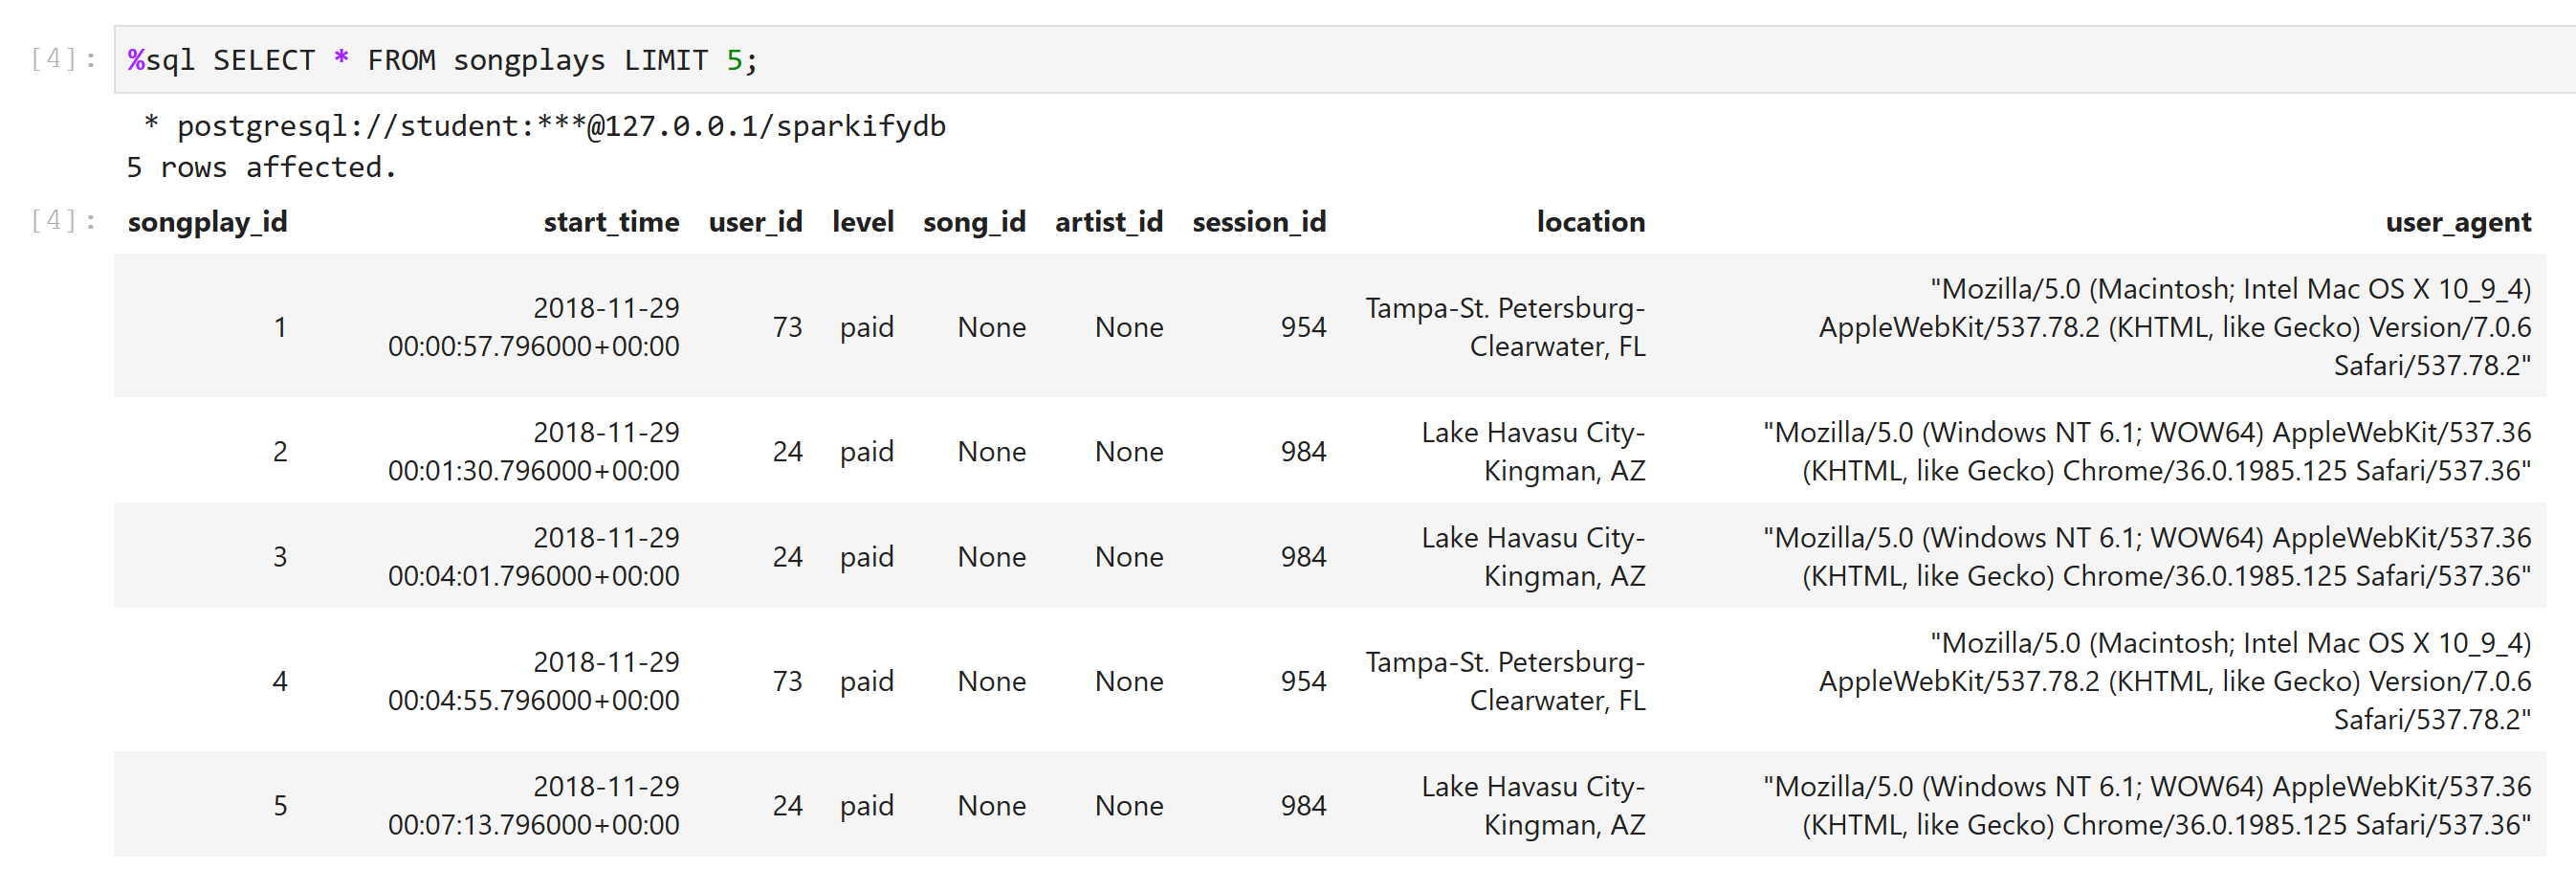 [4]: %sql SELECT * FROM songplays LIMIT 5;
* postgresql://student:***@127.0.0.1/sparkifydb
5 rows affected.
[4]: songplay_id start_time user_id level song_id artist_id session_id location user_agent
1 2018-11-29 00:00:57.796000+00:00 73 paid None None 954 Tampa-St. Petersburg-Clearwater, FL "Mozilla/5.0 (Macintosh; Intel Mac OS X 10_9_4) AppleWebKit/537.78.2 (KHTML, like Gecko) Version/7.0.6 Safari/537.78.2"
2 2018-11-29 00:01:30.796000+00:00 24 paid None None 984 Lake Havasu City-Kingman, AZ "Mozilla/5.0 (Windows NT 6.1; WOW64) AppleWebKit/537.36 (KHTML, like Gecko) Chrome/36.0.1985.125 Safari/537.36"
3 2018-11-29 00:04:01.796000+00:00 24 paid None None 984 Lake Havasu City-Kingman, AZ "Mozilla/5.0 (Windows NT 6.1; WOW64) AppleWebKit/537.36 (KHTML, like Gecko) Chrome/36.0.1985.125 Safari/537.36"
4 2018-11-29 00:04:55.796000+00:00 73 paid None None 954 Tampa-St. Petersburg-Clearwater, FL "Mozilla/5.0 (Macintosh; Intel Mac OS X 10_9_4) AppleWebKit/537.78.2 (KHTML, like Gecko) Version/7.0.6 Safari/537.78.2"
5 2018-11-29 00:07:13.796000+00:00 24 paid None None 984 Lake Havasu City-Kingman, AZ "Mozilla/5.0 (Windows NT 6.1; WOW64) AppleWebKit/537.36 (KHTML, like Gecko) Chrome/36.0.1985.125 Safari/537.36"